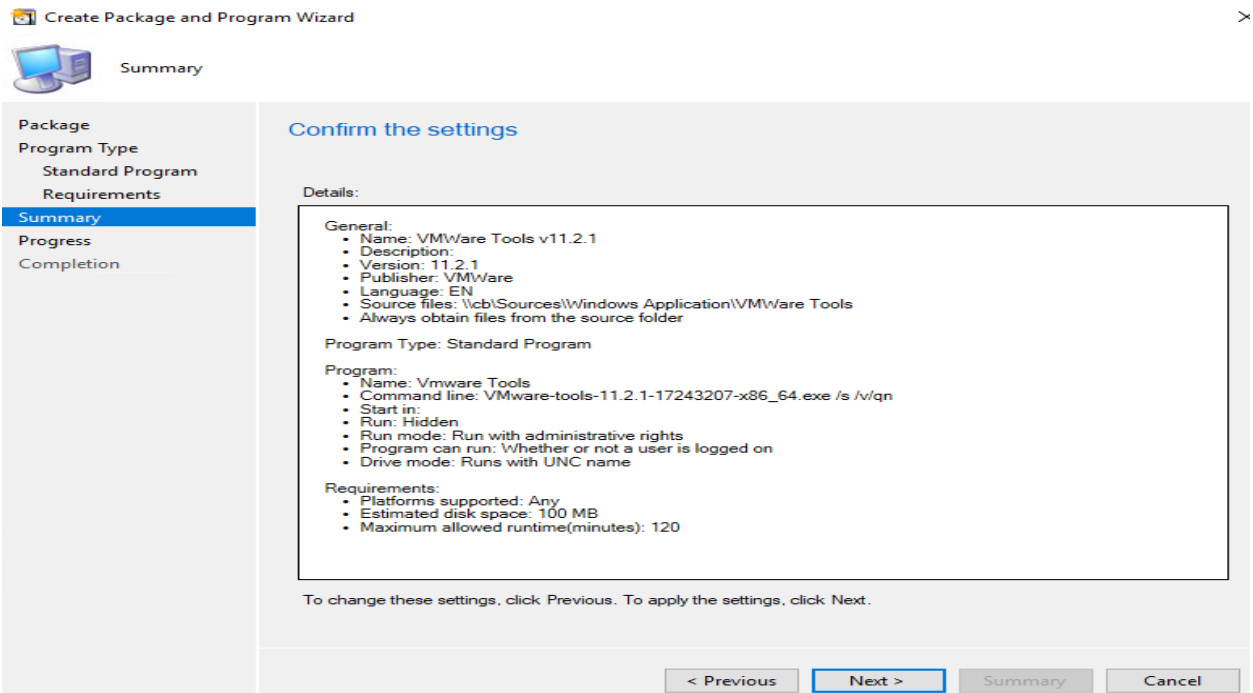 Create Package and Program Wizard
Summary
Package
Program Type
Standard Program
Requirements
Summary
Progress
Completion
Confirm the settings
Details:
General:
• Name: VMWare Tools v11.2.1
• Description:
• Version: 11.2.1
• Publisher: VMWare
• Language: EN
• Source files: \\cb\Sources\Windows Application\VMWare Tools
• Always obtain files from the source folder
Program Type: Standard Program
Program:
• Name: Vmware Tools
• Command line: VMware-tools-11.2.1-17243207-x86_64.exe /s /v/qn
• Start in:
• Run: Hidden
• Run mode: Run with administrative rights
• Program can run: Whether or not a user is logged on
• Drive mode: Runs with UNC name
Requirements:
• Platforms supported: Any
• Estimated disk space: 100 MB
• Maximum allowed runtime(minutes): 120
To change these settings, click Previous. To apply the settings, click Next.
< Previous
Next >
Summary
Cancel